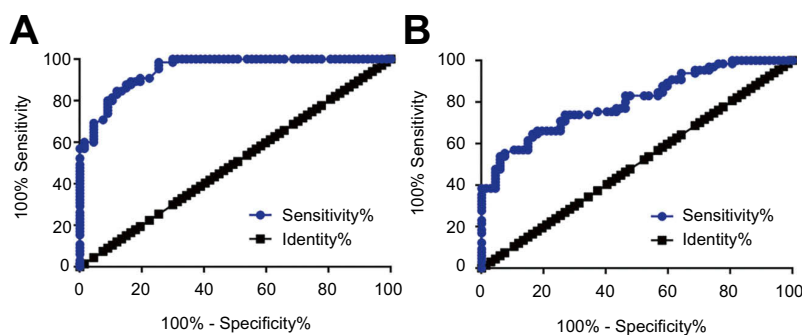 A
100
80
60
40
20
0
100% Sensitivity
Sensitivity%
Identity%
0 20 40 60 80 100
100% - Specificity%
B
100
80
60
40
20
0
100% Sensitivity
Sensitivity%
Identity%
0 20 40 60 80 100
100% - Specificity%